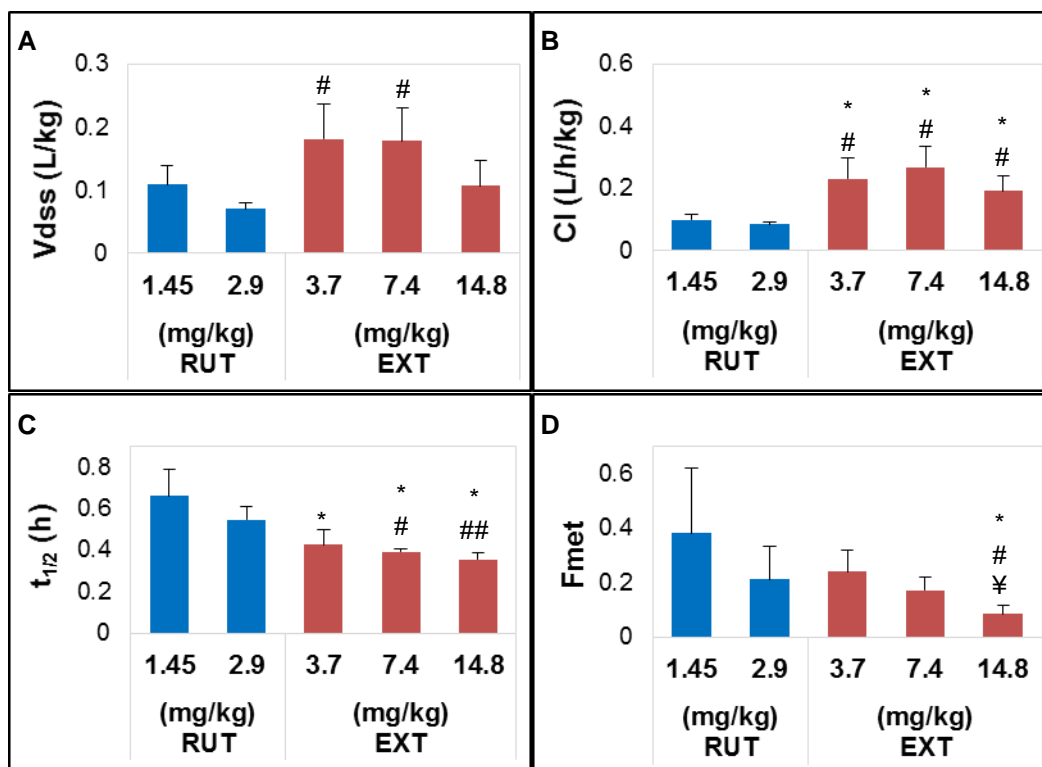 A
Vdss (L/kg)
0.3
0.2
0.1
0
# #
1.45 2.9 3.7 7.4 14.8
(mg/kg) (mg/kg)
RUT EXT
B
Cl (L/h/kg)
0.6
0.4
0.2
0
* * *
# # #
1.45 2.9 3.7 7.4 14.8
(mg/kg) (mg/kg)
RUT EXT
C
t1/2 (h)
0.8
0.6
0.4
0.2
0
* * *
# ##
1.45 2.9 3.7 7.4 14.8
(mg/kg) (mg/kg)
RUT EXT
D
Fmet
0.6
0.4
0.2
0
*
#
¥
1.45 2.9 3.7 7.4 14.8
(mg/kg) (mg/kg)
RUT EXT